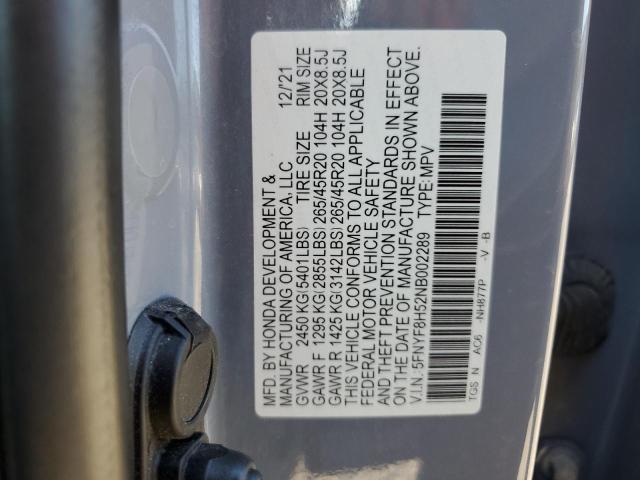 MFD. BY HONDA DEVELOPMENT &
MANUFACTURING OF AMERICA, LLC 12/'21
GVWR 2450 KG(5401LBS) TIRE SIZE RIM SIZE
GAWR F 1295 KG(2855LBS)265/45R20 104H 20X8.5J
GAWR R 1425 KG(3142LBS)265/45R20 104H 20X8.5J
THIS VEHICLE CONFORMS TO ALL APPLICABLE
FEDERAL MOTOR VEHICLE SAFETY
AND THEFT PREVENTION STANDARDS IN EFFECT
ON THE DATE OF MANUFACTURE SHOWN ABOVE.
V.I.N.:5FNYF8H52NB002289 TYPE:MPV
TGS N AC6 -NH877P -V -B